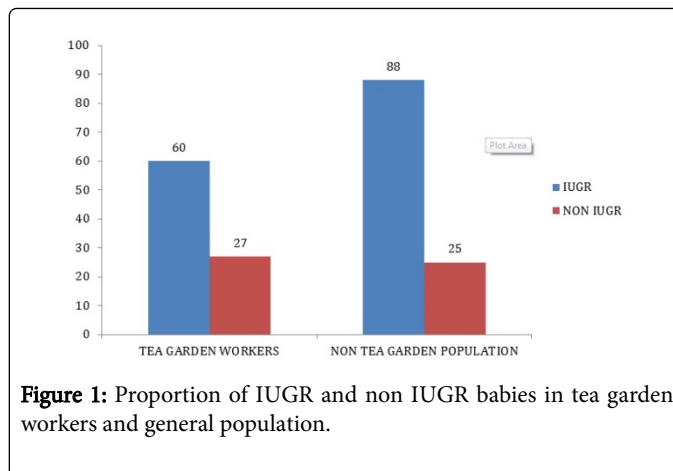 100
90
80
70
60
50
40
30
20
10
0
60
27
88
25
Plot Area
TEA GARDEN WORKERS
NON TEA GARDEN POPULATION
IUGR
NON IUGR
Figure 1: Proportion of IUGR and non IUGR babies in tea garden
workers and general population.